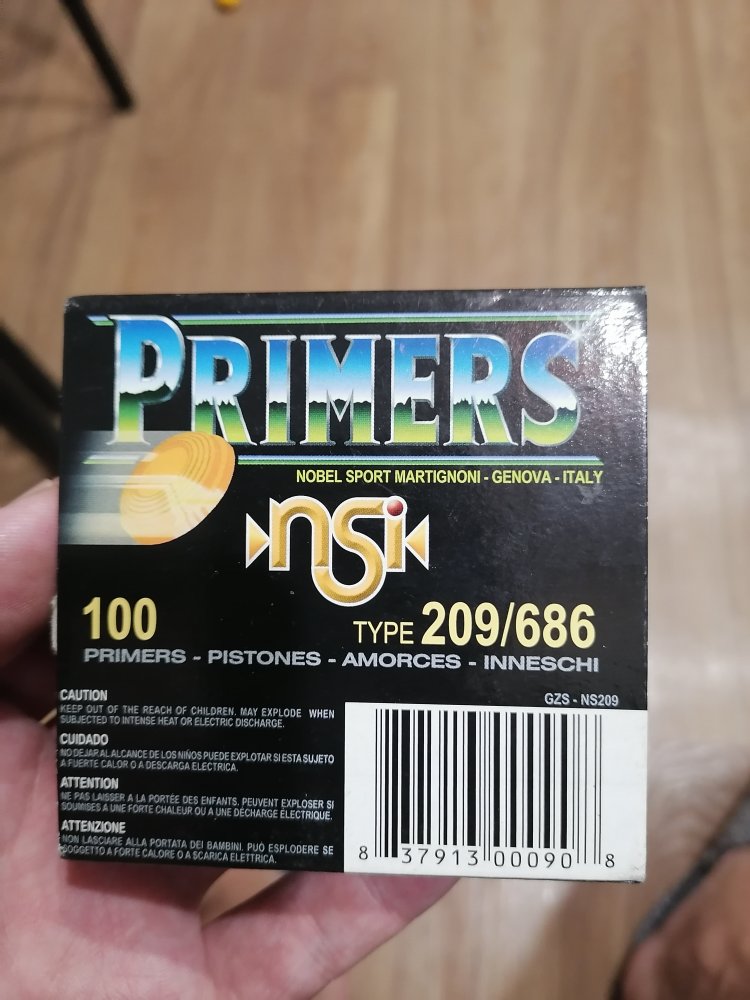 PRIMERS
NOBEL SPORT MARTIGNONI - GENOVA - ITALY
nsi
100
TYPE 209/686
PRIMERS - PISTONES - AMORCES - INNESCHI
GZS - NS209
CAUTION
KEEP OUT OF THE REACH OF CHILDREN. MAY EXPLODE WHEN
SUBJECTED TO INTENSE HEAT OR ELECTRIC DISCHARGE.
CUIDADO
NO DEJAR AL ALCANCE DE LOS NIÑOS PUEDE EXPLOTAR SI ESTA SUJETO
A FUERTE CALOR O A DESCARGA ELECTRICA.
ATTENTION
NE PAS LAISSER A LA PORTÉE DES ENFANTS. PEUVENT EXPLOSER SI
SOUMISES A UNE FORTE CHALEUR OU A UNE DÉCHARGE ÉLECTRIQUE.
ATTENZIONE
NON LASCIARE ALLA PORTATA DEI BAMBINI. PUÒ ESPLODERE SE
SOGGETTO A FORTE CALORE O A SCARICA ELETTRICA.
8 37913 00090 8